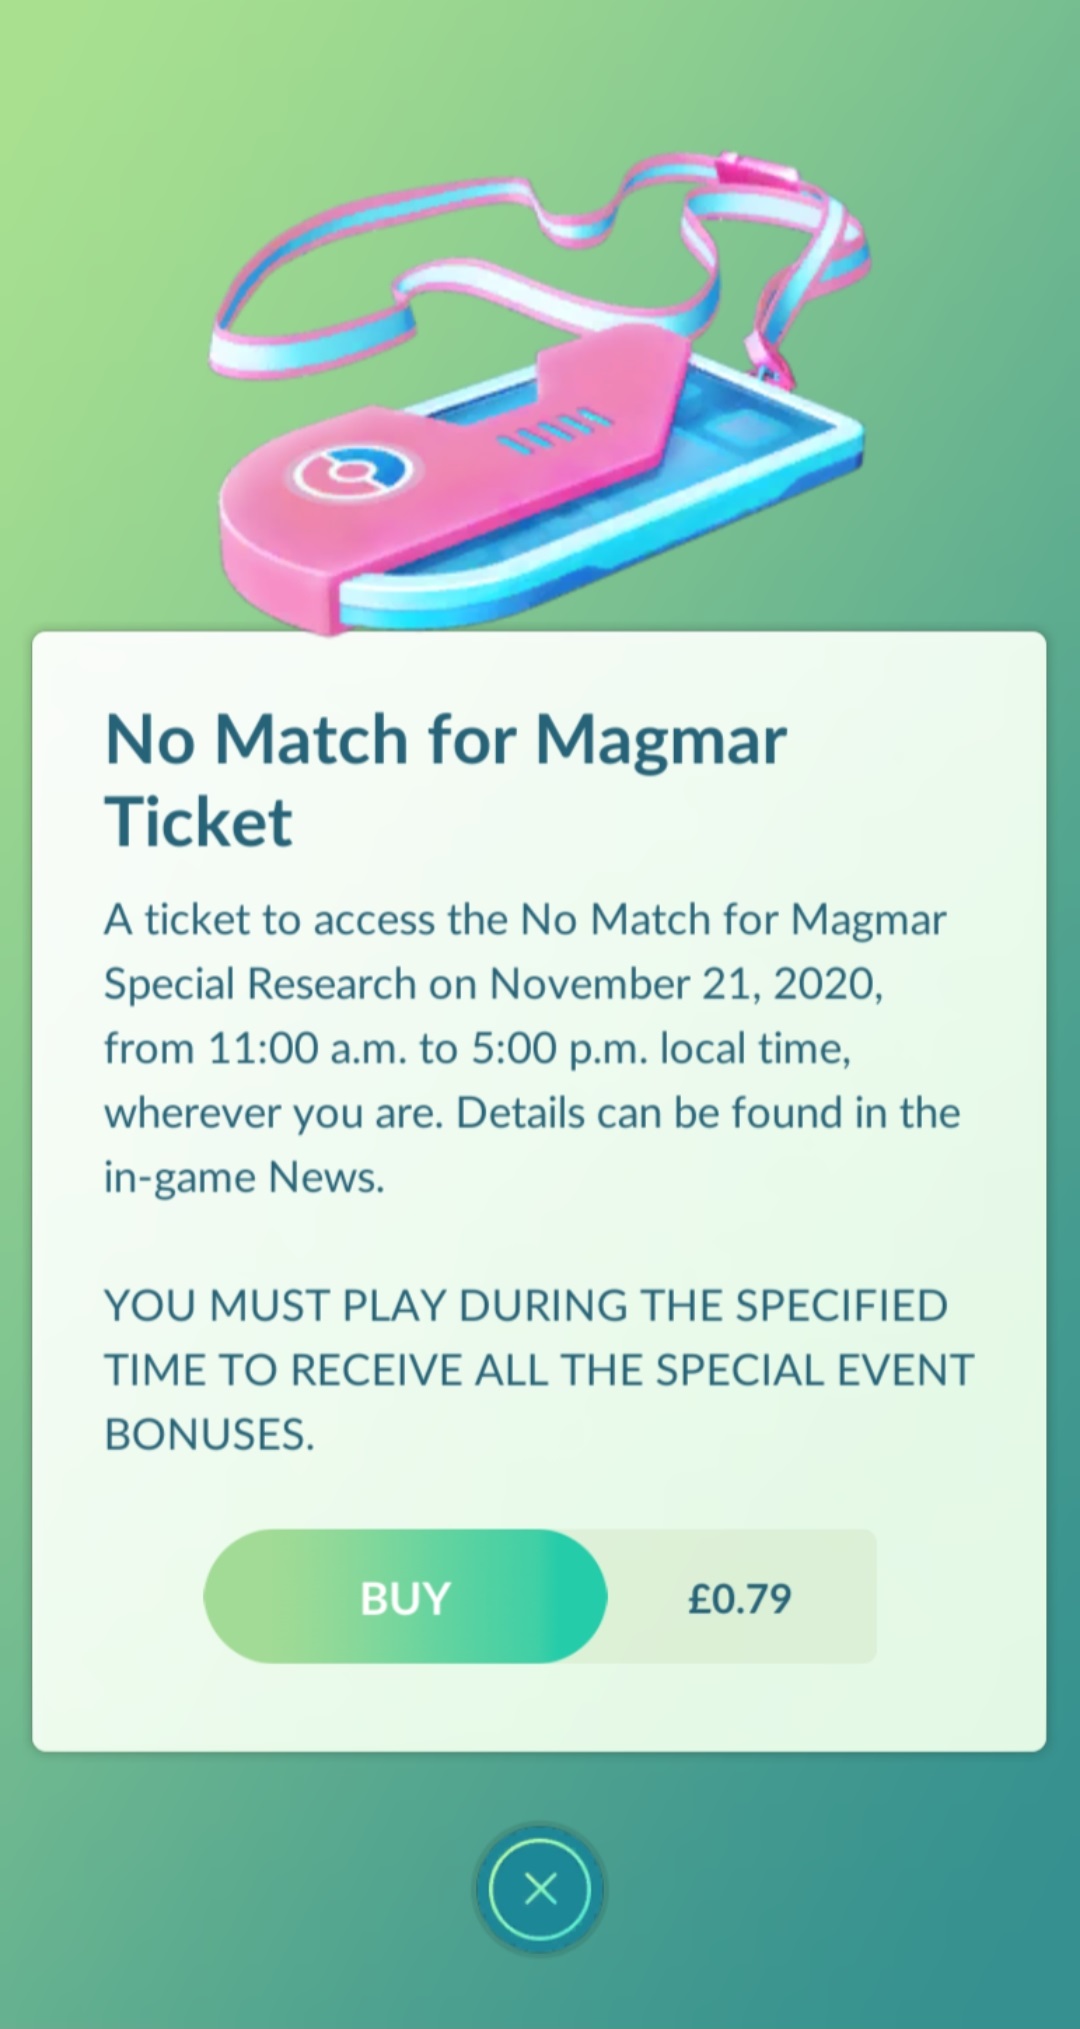 No Match for Magmar
Ticket
A ticket to access the No Match for Magmar
Special Research on November 21, 2020,
from 11:00 a.m. to 5:00 p.m. local time,
wherever you are. Details can be found in the
in-game News.
YOU MUST PLAY DURING THE SPECIFIED
TIME TO RECEIVE ALL THE SPECIAL EVENT
BONUSES.
BUY £0.79